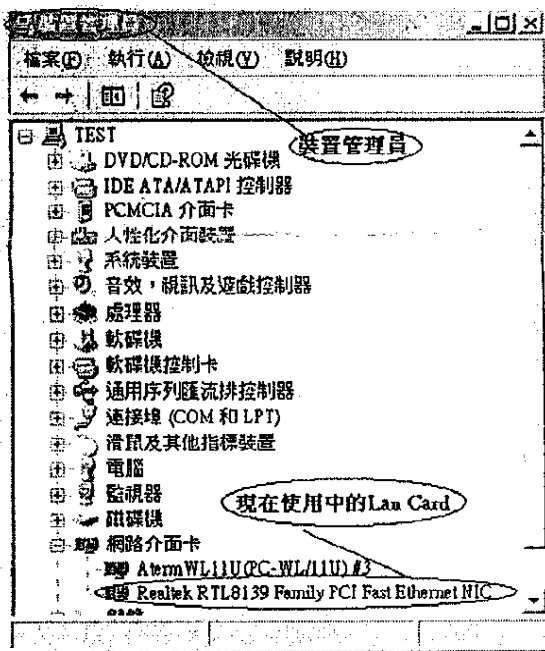 裝置管理員
檔案(F) 執行(A) 檢視(V) 說明(H)
TEST
裝置管理員
DVD/CD-ROM 光碟機
IDE ATA/ATAPI 控制器
PCMCIA 介面卡
人性化介面裝置
系統裝置
音效，視訊及遊戲控制器
處理器
軟碟機
軟碟機控制卡
通用序列匯流排控制器
連接埠 (COM 和 LPT)
滑鼠及其他指標裝置
電腦
監視器
現在使用中的Lan Card
磁碟機
網路介面卡
AtermWL11U(PC-WL/11U) #3
Realtek RTL8139 Family PCI Fast Ethernet NIC